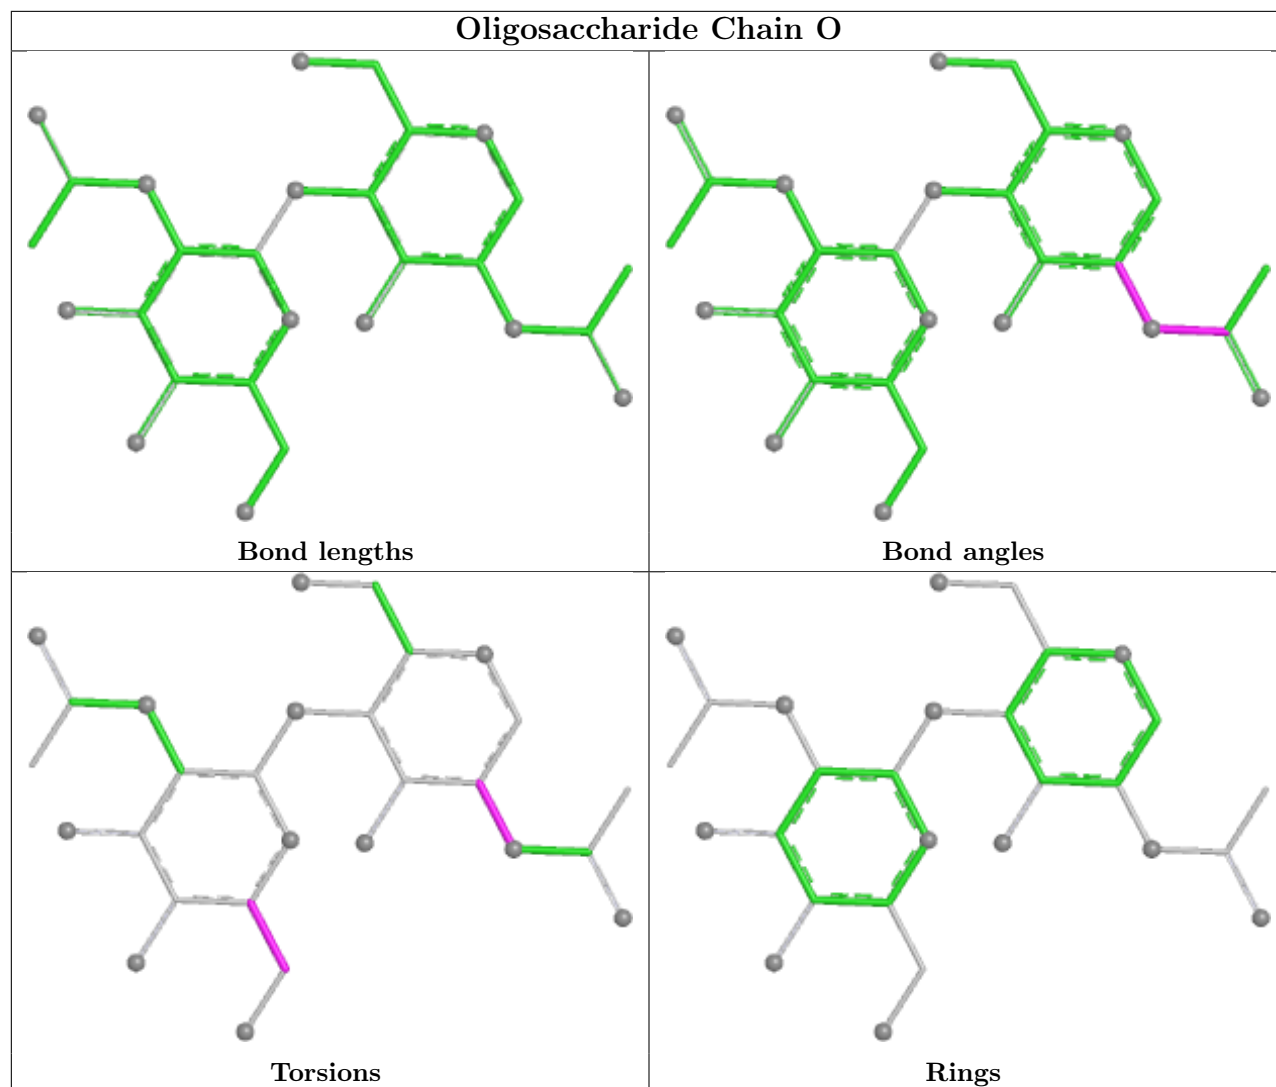 Oligosaccharide Chain O
Bond lengths
Bond angles
Torsions
Rings